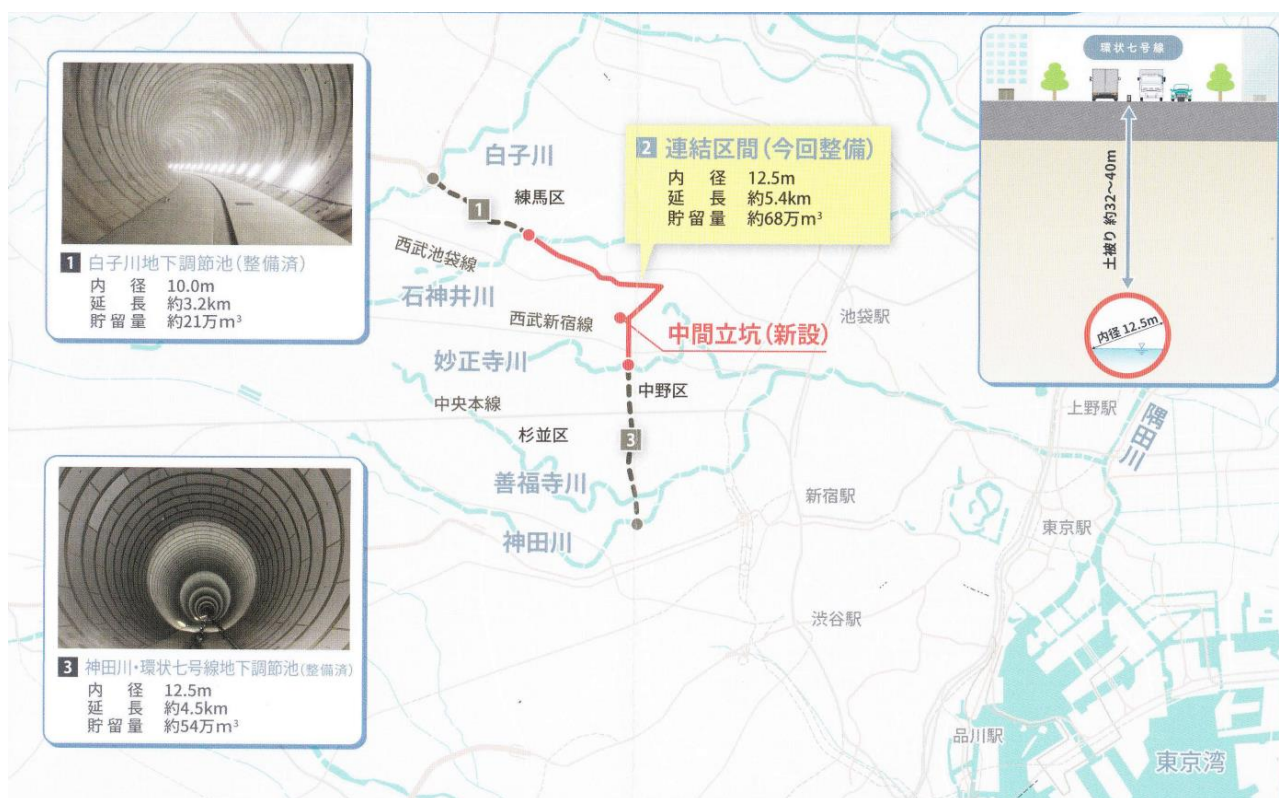 1 白子川地下調節池(整備済)
内 径 10.0m
延 長 約3.2km
貯留量 約21万m³
白子川
練馬区
1
西武池袋線
石神井川
西武新宿線
妙正寺川
中央本線
杉並区
善福寺川
神田川
2 連結区間(今回整備)
内 径 12.5m
延 長 約5.4km
貯留量 約68万m³
中間立坑(新設)
中野区
3
池袋駅
新宿駅
渋谷駅
上野駅
東京駅
品川駅
隅田川
東京湾
環状七号線
土被り 約32~40m
内径 12.5m
3 神田川・環状七号線地下調節池(整備済)
内 径 12.5m
延 長 約4.5km
貯留量 約54万m³